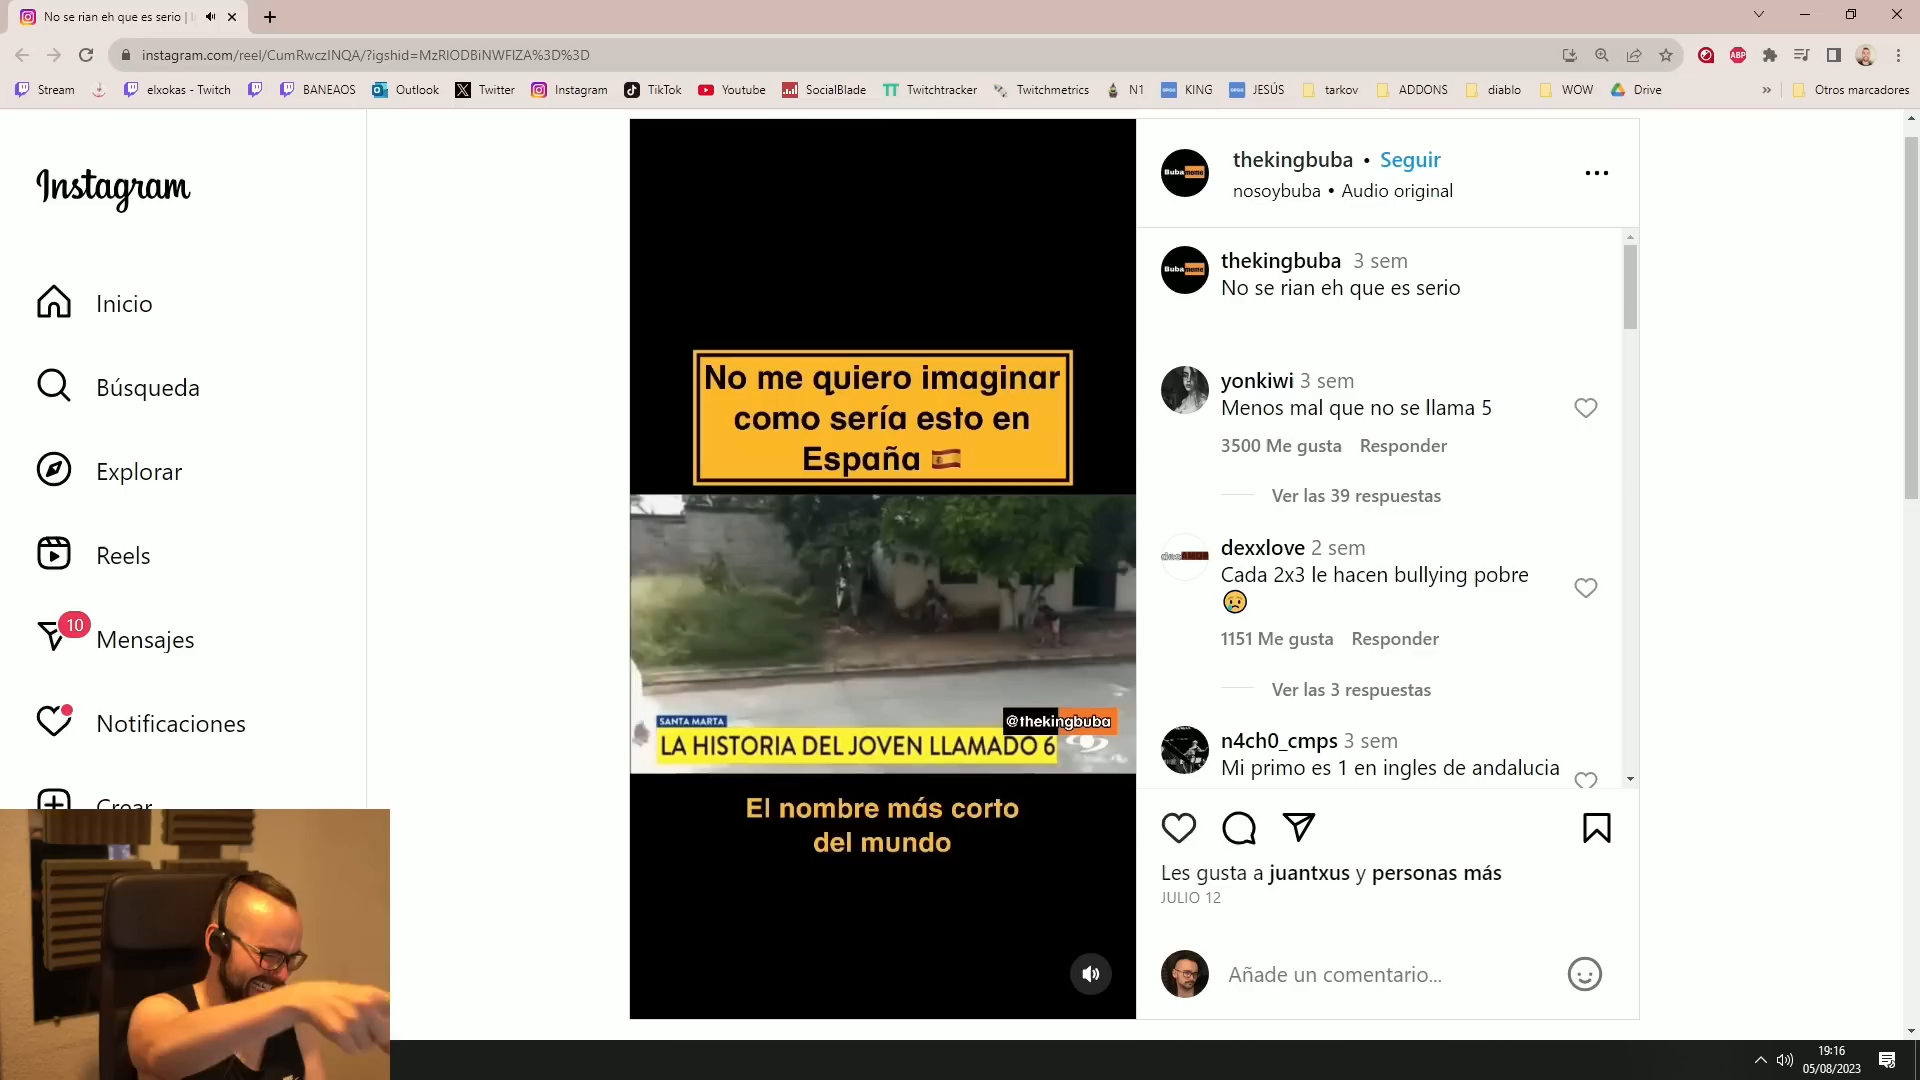 No se rian eh que es serio |
instagram.com/reel/CumRwczINQA/?igshid=MzRlODBiNWFlZA%3D%3D
ABP
Stream
elxokas - Twitch
BANEAOS
Outlook
Twitter
Instagram
TikTok
Youtube
SocialBlade
Twitchtracker
Twitchmetrics
N1
KING
JESÚS
tarkov
ADDONS
diablo
WOW
Drive
»
Otros marcadores
Instagram
Inicio
Búsqueda
Explorar
Reels
10
Mensajes
Notificaciones
Crear
No me quiero imaginar
como sería esto en
España 🇪🇸
SANTA MARTA
@thekingbuba
LA HISTORIA DEL JOVEN LLAMADO 6
El nombre más corto
del mundo
Buba meme
thekingbuba • Seguir
nosoybuba • Audio original
Buba meme
thekingbuba 3 sem
No se rian eh que es serio
yonkiwi 3 sem
Menos mal que no se llama 5
3500 Me gusta Responder
Ver las 39 respuestas
dexxlove 2 sem
Cada 2x3 le hacen bullying pobre
😢
1151 Me gusta Responder
Ver las 3 respuestas
n4ch0_cmps 3 sem
Mi primo es 1 en ingles de andalucia
Les gusta a juantxus y personas más
JULIO 12
Añade un comentario...
19:16
05/08/2023